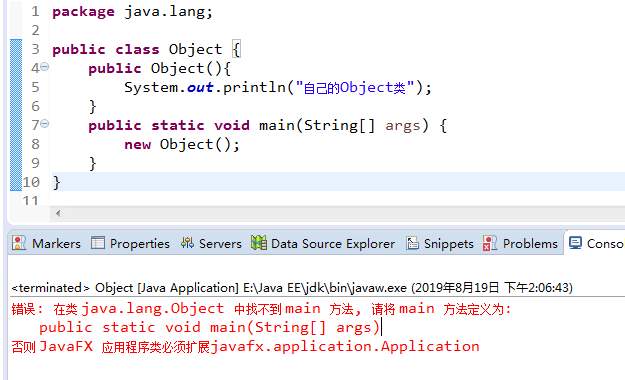 1 package java.lang;
2
3 public class Object {
4 public Object(){
5 System.out.println("自己的Object类");
6 }
7 public static void main(String[] args) {
8 new Object();
9 }
10 }
11
Markers Properties Servers Data Source Explorer Snippets Problems Conso
<terminated> Object [Java Application] E:\Java EE\jdk\bin\javaw.exe (2019年8月19日 下午2:06:43)
错误: 在类 java.lang.Object 中找不到 main 方法, 请将 main 方法定义为:
public static void main(String[] args)
否则 JavaFX 应用程序类必须扩展javafx.application.Application